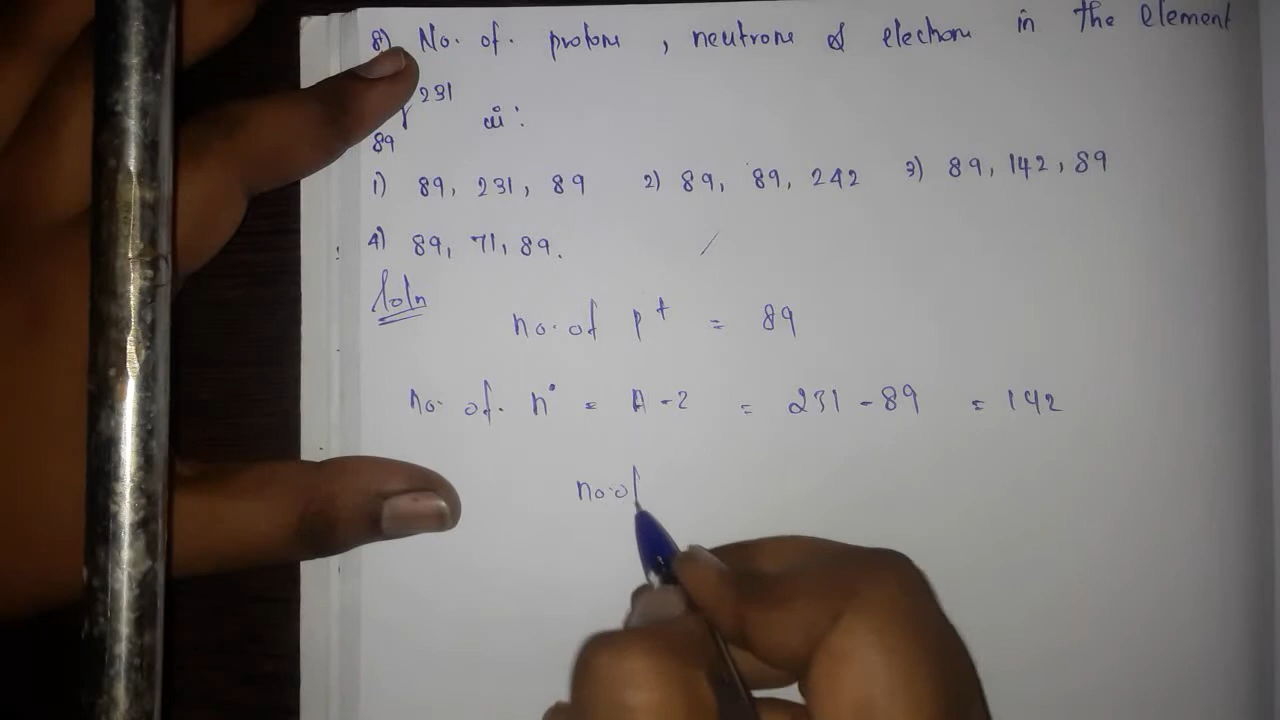 8) No. of. protons, neutrons & electrons in the element
231
89 is:
1) 89, 231, 89 2) 89, 89, 242 3) 89, 142, 89
4) 89, 71, 89.
Soln
no. of p+ = 89
no. of. n° = A - Z = 231 - 89 = 142
no. of